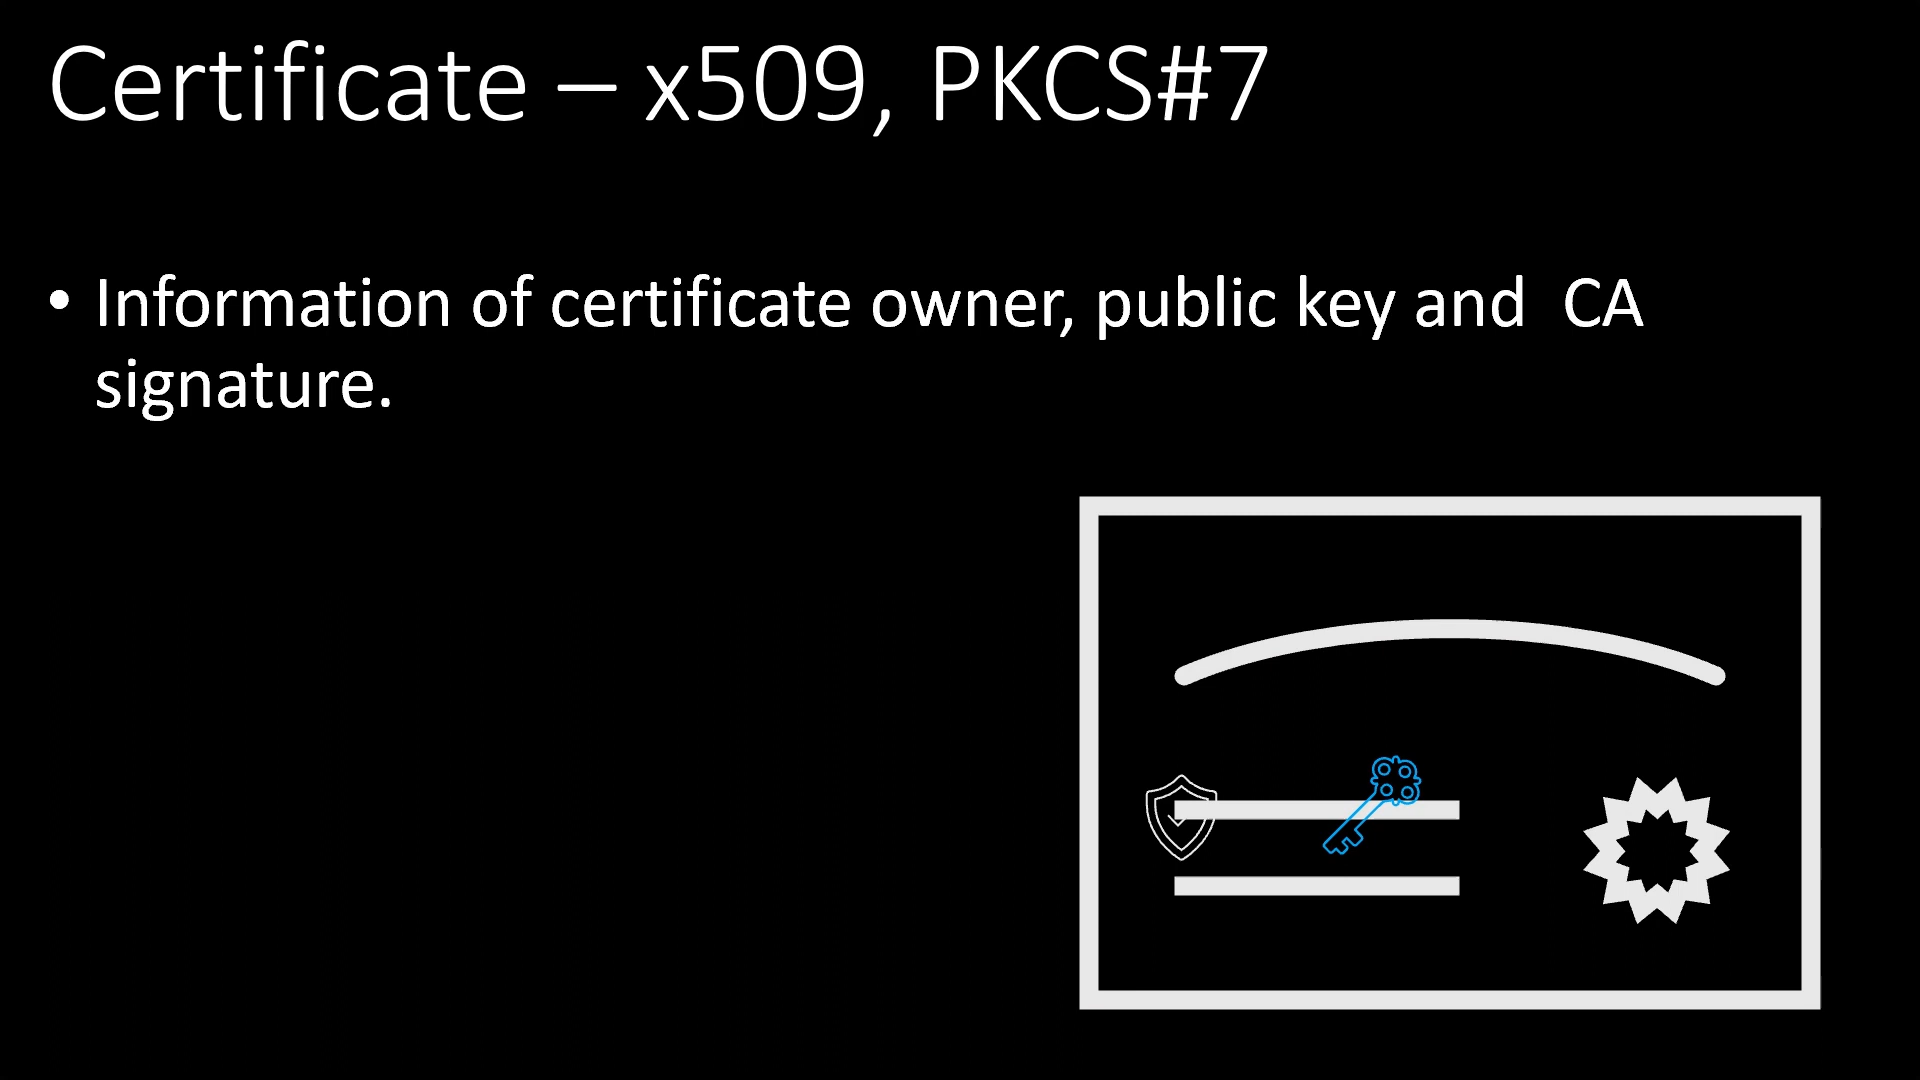 Certificate – x509, PKCS#7
• Information of certificate owner, public key and  CA
signature.